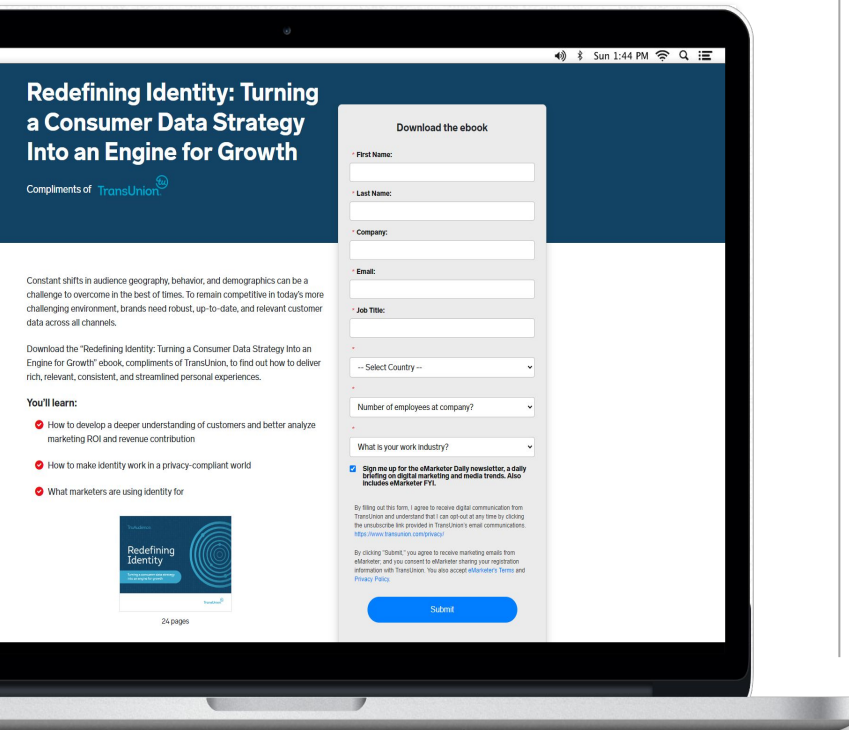 Sun 1:44 PM
Redefining Identity: Turning
a Consumer Data Strategy
Into an Engine for Growth
Compliments of TransUnion
tu
Constant shifts in audience geography, behavior, and demographics can be a
challenge to overcome in the best of times. To remain competitive in today's more
challenging environment, brands need robust, up-to-date, and relevant customer
data across all channels.
Download the "Redefining Identity: Turning a Consumer Data Strategy Into an
Engine for Growth" ebook, compliments of TransUnion, to find out how to deliver
rich, relevant, consistent, and streamlined personal experiences.
You'll learn:
How to develop a deeper understanding of customers and better analyze
marketing ROI and revenue contribution
How to make identity work in a privacy-compliant world
What marketers are using identity for
Redefining
Identity
24 pages
Download the ebook
* First Name:
* Last Name:
* Company:
* Email:
* Job Title:
*
-- Select Country --
*
Number of employees at company?
*
What is your work industry?
Sign me up for the eMarketer Daily newsletter, a daily
briefing on digital marketing and media trends. Also
includes eMarketer FYI.
By filling out this form, I agree to receive digital communication from
TransUnion and understand that I can opt-out at any time by clicking
the unsubscribe link provided in TransUnion's email communications.
https://www.transunion.com/privacy/
By clicking "Submit," you agree to receive marketing emails from
eMarketer, and you consent to eMarketer sharing your registration
information with TransUnion. You also accept eMarketer's Terms and
Privacy Policy.
Submit